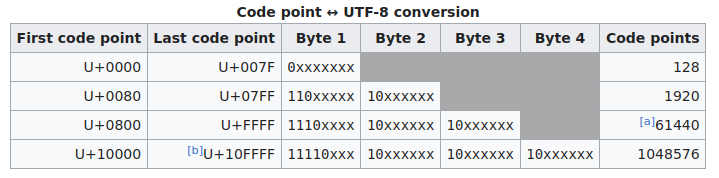 Code point ↔ UTF-8 conversion
First code point Last code point Byte 1 Byte 2 Byte 3 Byte 4 Code points
U+0000 U+007F 0xxxxxxx 128
U+0080 U+07FF 110xxxxx 10xxxxxx 1920
U+0800 U+FFFF 1110xxxx 10xxxxxx 10xxxxxx [a]61440
U+10000 [b]U+10FFFF 11110xxx 10xxxxxx 10xxxxxx 10xxxxxx 1048576